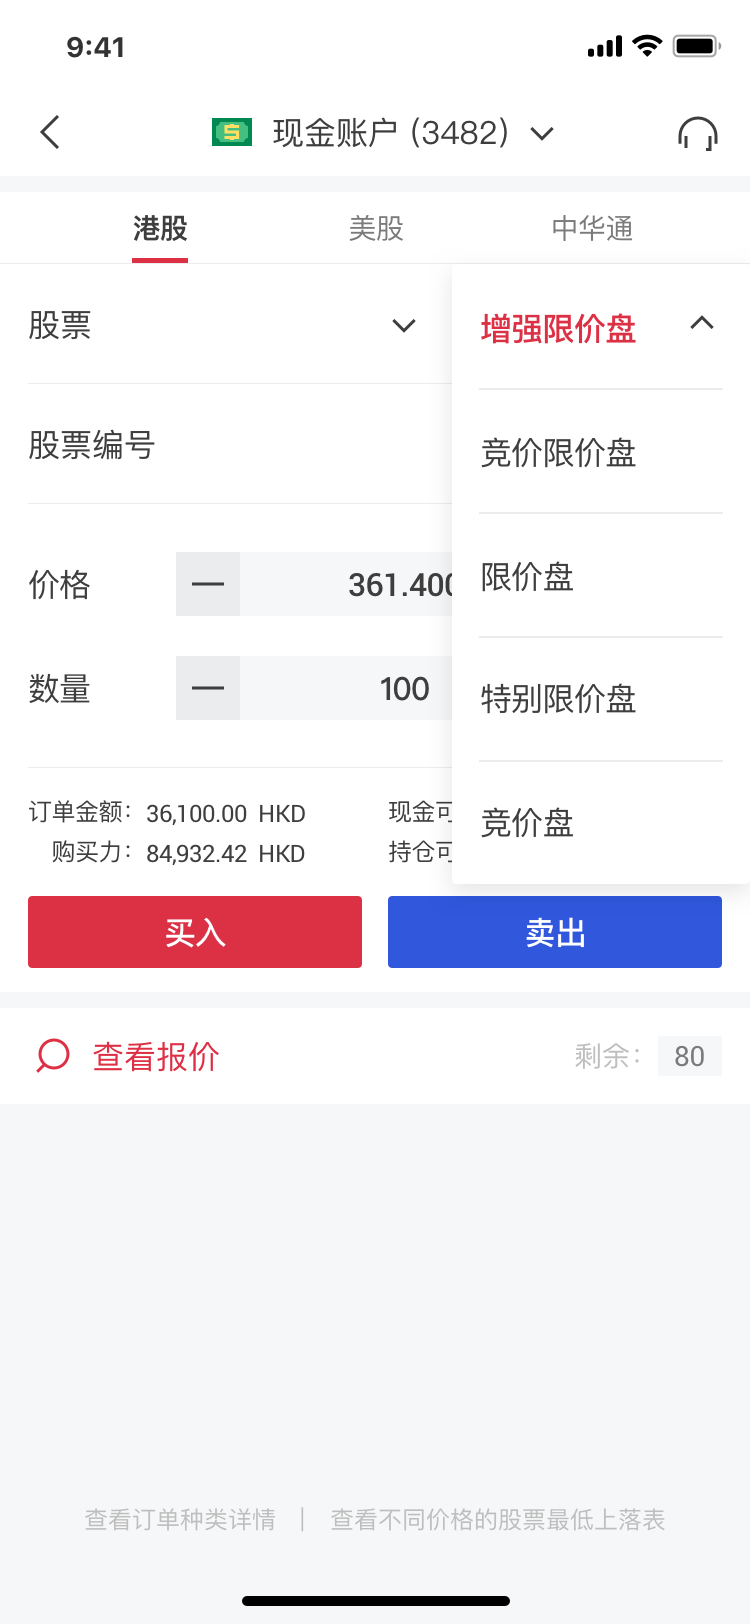 9:41
现金账户 (3482)
港股 美股 中华通
股票
增强限价盘
股票编号
竞价限价盘
价格 361.400
限价盘
数量 100
特别限价盘
订单金额： 36,100.00 HKD 现金可
竞价盘
购买力： 84,932.42 HKD 持仓可
买入 卖出
查看报价 剩余： 80
查看订单种类详情 | 查看不同价格的股票最低上落表